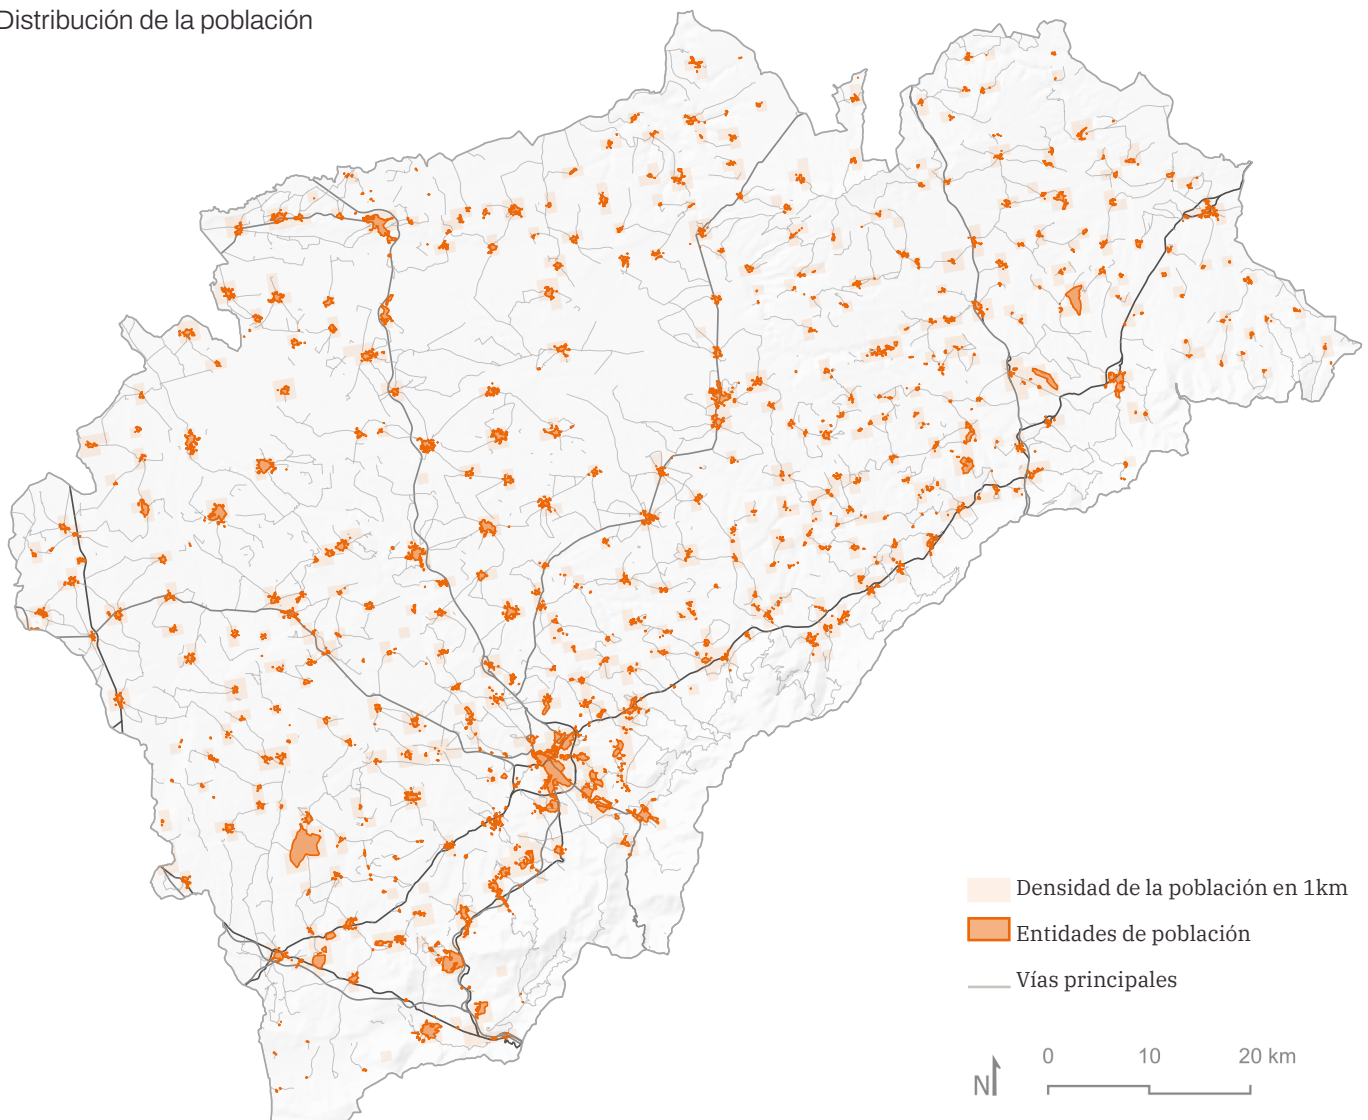 Distribución de la población
Densidad de la población en 1km
Entidades de población
Vías principales
N
0 10 20 km